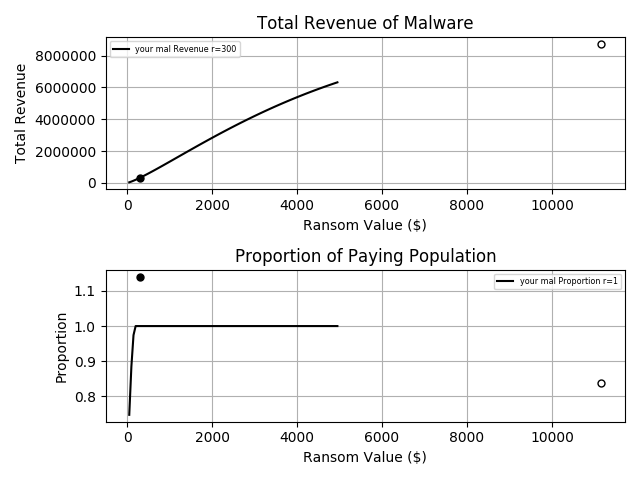 Total Revenue of Malware
your mal Revenue r=300
8000000
6000000
4000000
2000000
0
Total Revenue
0 2000 4000 6000 8000 10000
Ransom Value ($)
Proportion of Paying Population
your mal Proportion r=1
1.1
1.0
0.9
0.8
Proportion
0 2000 4000 6000 8000 10000
Ransom Value ($)